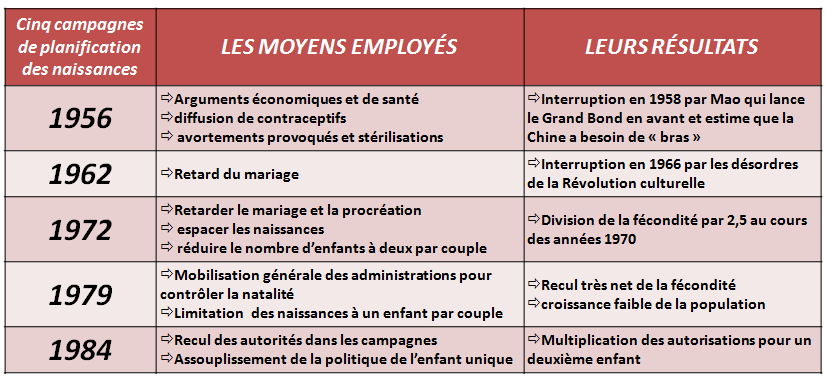 Cinq campagnes
de planification
des naissances
LES MOYENS EMPLOYÉS
LEURS RÉSULTATS
1956
⇨Arguments économiques et de santé
⇨diffusion de contraceptifs
⇨ avortements provoqués et stérilisations
⇨Interruption en 1958 par Mao qui lance
le Grand Bond en avant et estime que la
Chine a besoin de « bras »
1962
⇨Retard du mariage
⇨Interruption en 1966 par les désordres
de la Révolution culturelle
1972
⇨Retarder le mariage et la procréation
⇨ espacer les naissances
⇨ réduire le nombre d’enfants à deux par couple
⇨Division de la fécondité par 2,5 au cours
des années 1970
1979
⇨Mobilisation générale des administrations pour
contrôler la natalité
⇨Limitation des naissances à un enfant par couple
⇨Recul très net de la fécondité
⇨croissance faible de la population
1984
⇨Recul des autorités dans les campagnes
⇨Assouplissement de la politique de l’enfant unique
⇨Multiplication des autorisations pour un
deuxième enfant